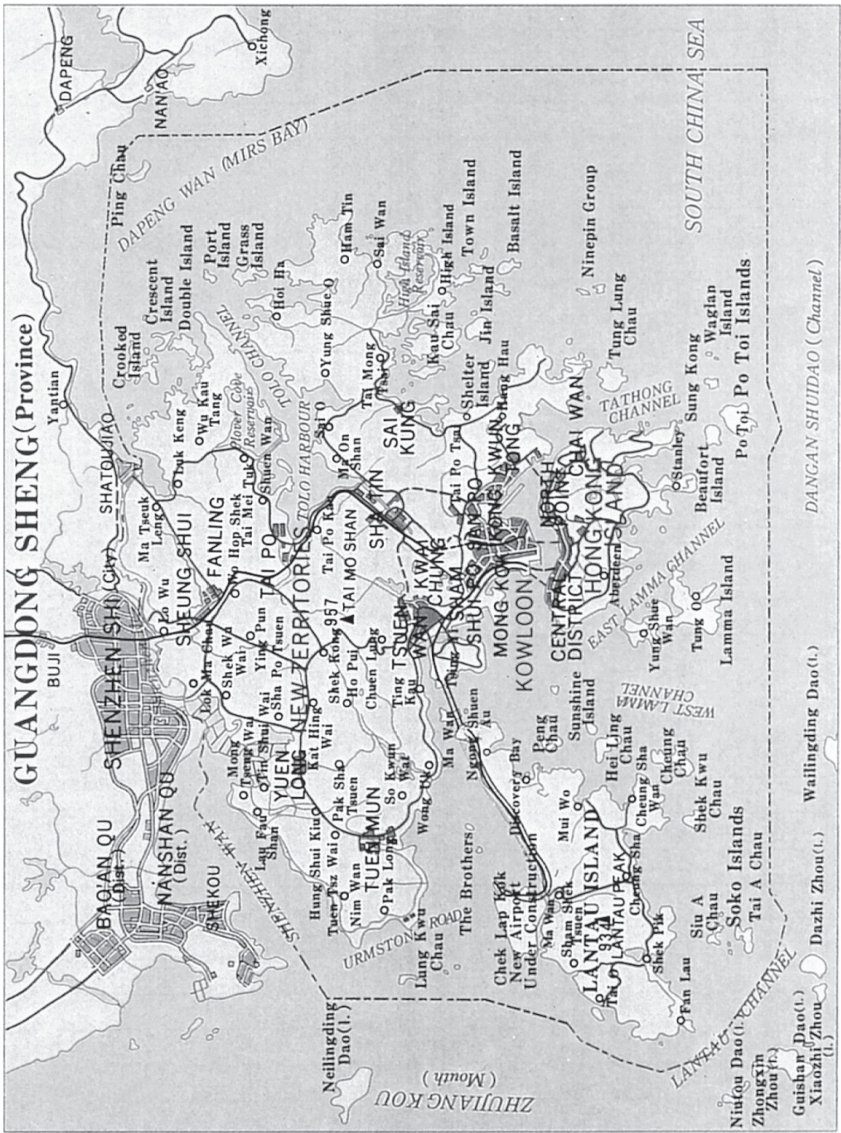 GUANGDONG SHENG (Province)
DAPENG
NAN'AO
Xichong
Yantian
Ping Chau
DAPENG WAN (MIRS BAY)
SHATOUJIAO
BUJI
SHENZHEN SHI (City)
BAO'AN QU
(Dist.)
NANSHAN QU
(Dist.)
SHEKOU
SHENZHEN WAN
Crooked
Island
Crescent
Island
Double Island
Port
Island
Grass
Island
Ma Tseuk
Leng
Luk Keng
Wu Kau
Tang
Plover Cove
Reservoir
TOLO CHANNEL
Hoi Ha
Lo Wu
SHEUNG SHUI
FANLING
Wo Hop Shek
Tai Mei Tuk
Shuen Wan
TAI PO
TOLO HARBOUR
Lok Ma Chau
Shek Wu
Wai
Ying Pun
Sha Po Tsuen
NEW TERRITORIES
Mong
Tseng Wai
Tin Shui Wai
Lau Fau
Shan
YUEN
LONG
Kat Hing
Wai
Shek Kong
957
TAI MO SHAN
Tai Po Kau
Ma On
Shan
Sai O
Yung Shue O
Ham Tin
Sai Wan
High Island
Reservoir
Tai Mong
Tsai
SAI
KUNG
SHA TIN
Ho Pui
Chuen Lung
Hung Shui Kiu
Tuen Tsz Wai
Pak Sha
Tsuen
Nim Wan
TUEN MUN
Pak Long
So Kwun
Wat
Wong Uk
Ting
Kau
TSUEN
WAN
KWAI
CHUNG
Tsing Yi
SHAM
SHUI PO
SAN PO
KONG
KWUN
TONG
Tai Po Tsai
Hang Hau
Kau Sai
Chau
High Island
Town Island
Jin Island
Shelter
Island
Basalt Island
Ninepin Group
MONG KOK
KOWLOON
CENTRAL
DISTRICT
NORTH
POINT
CHAI WAN
HONG KONG
ISLAND
Aberdeen
Stanley
TATHONG
CHANNEL
Tung Lung
Chau
Sung Kong
Waglan
Island
Beaufort
Island
Po Toi
Po Toi Islands
SOUTH CHINA SEA
DANGAN SHUIDAO (Channel)
EAST LAMMA CHANNEL
Yung Shue
Wan
Tung O
Lamma Island
WEST LAMMA
CHANNEL
Ma Wan
Ngong Shuen
Au
Peng
Chau
Sunshine
Island
Discovery Bay
Hei Ling
Chau
Mui Wo
Cheung Sha
Wan
Cheung
Chau
Shek Kwu
Chau
URMSTON ROAD
Lung Kwu
Chau
The Brothers
Chek Lap Kok
New Airport
Under Construction
Ma Wan
Sham Shek
Tsuen
LANTAU ISLAND
934
LANTAU PEAK
Tai O
Cheung Sha
Shek Pik
Fan Lau
Siu A
Chau
Soko Islands
Tai A Chau
Wailingding Dao(I.)
Dazhi Zhou(I.)
LANTAU CHANNEL
Neilingding
Dao(I.)
ZHUJIANG KOU
(Mouth)
Niutou Dao(I.)
Zhongxin
Zhou(I.)
Guishan Dao(I.)
Xiaozhi Zhou
(I.)